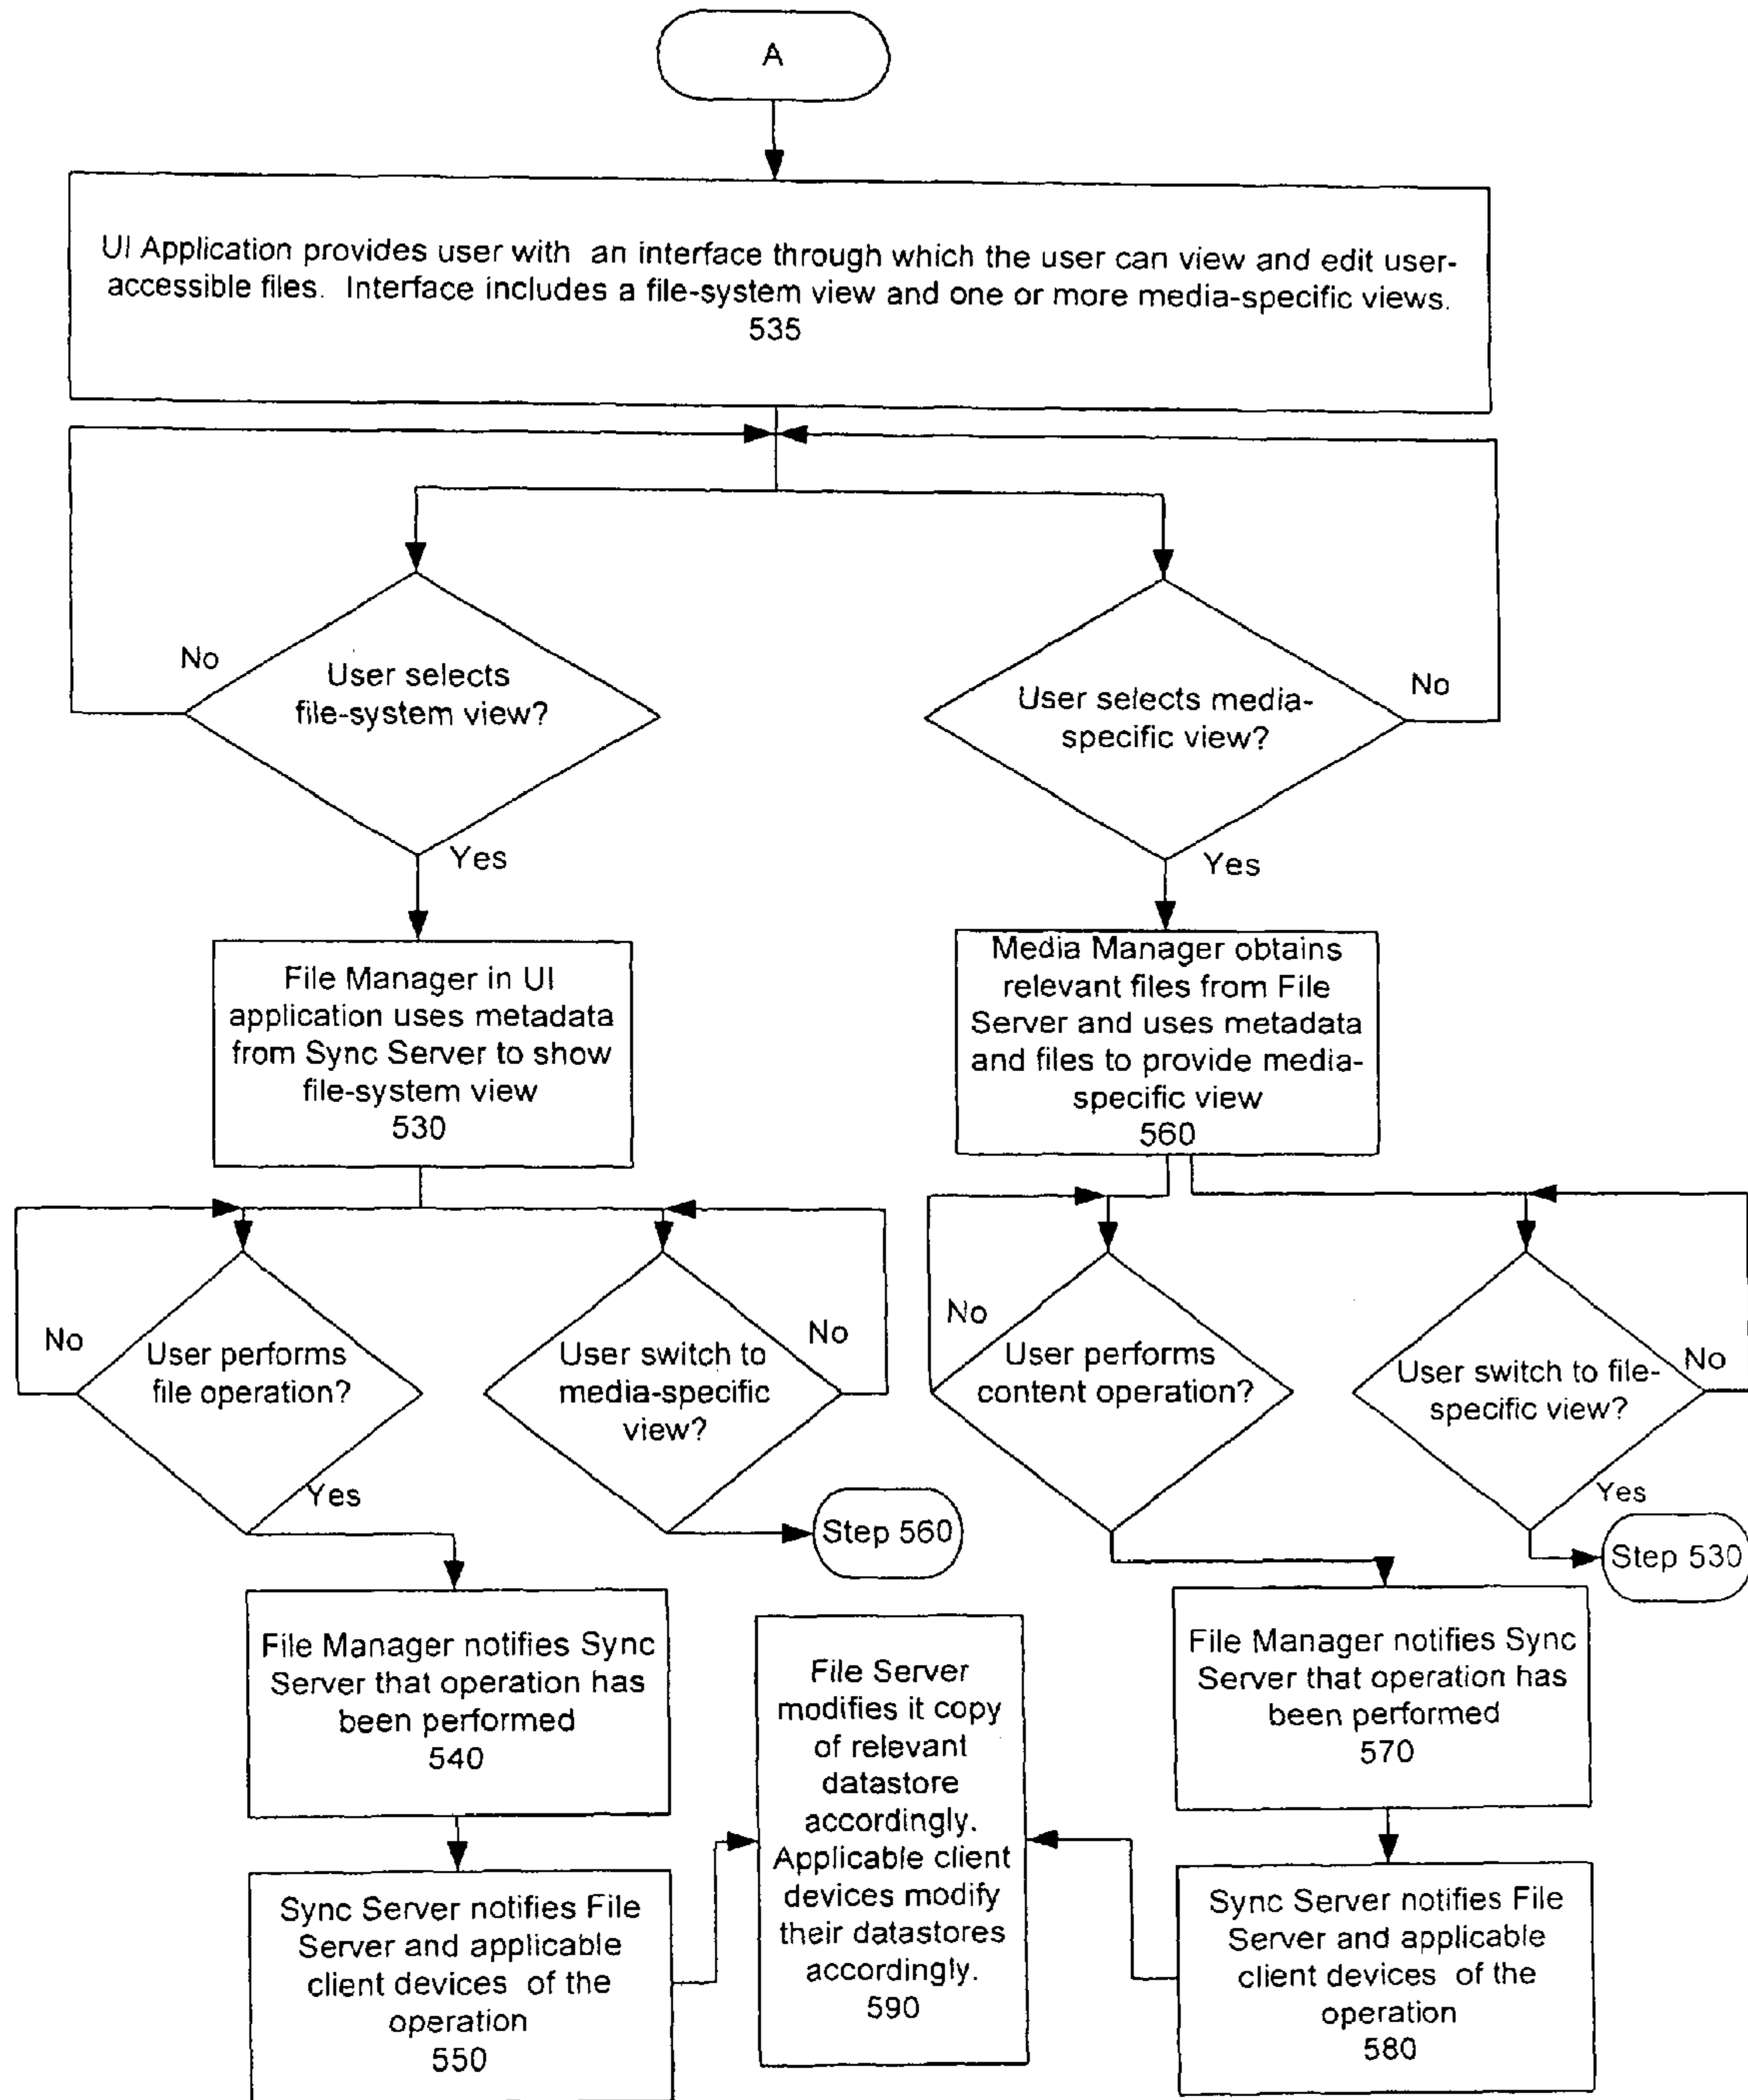 A
UI Application provides user with an interface through which the user can view and edit user-
accessible files. Interface includes a file-system view and one or more media-specific views.
535
No
User selects
file-system view?
Yes
User selects media-
specific view?
No
Yes
File Manager in UI
application uses metadata
from Sync Server to show
file-system view
530
Media Manager obtains
relevant files from File
Server and uses metadata
and files to provide media-
specific view
560
No
User performs
file operation?
Yes
User switch to
media-specific
view?
No
Step 560
No
User performs
content operation?
User switch to file-
specific view?
No
Yes
Step 530
File Manager notifies Sync
Server that operation has
been performed
540
File Server
modifies it copy
of relevant
datastore
accordingly.
Applicable client
devices modify
their datastores
accordingly.
590
File Manager notifies Sync
Server that operation has
been performed
570
Sync Server notifies File
Server and applicable
client devices of the
operation
550
Sync Server notifies File
Server and applicable
client devices of the
operation
580